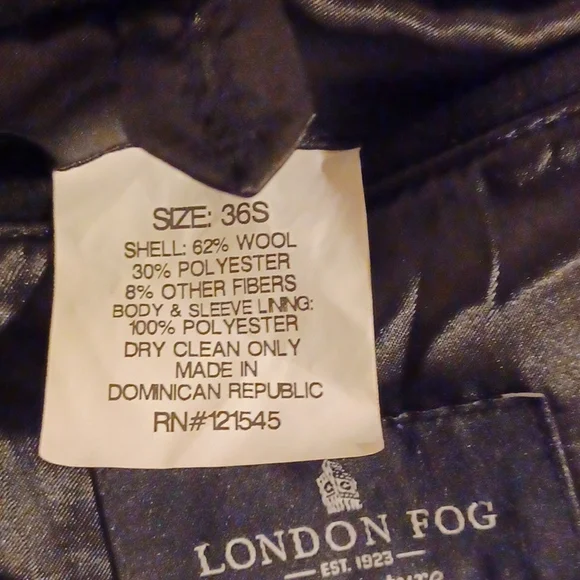 SIZE: 36S
SHELL: 62% WOOL
30% POLYESTER
8% OTHER FIBERS
BODY & SLEEVE LINING:
100% POLYESTER
DRY CLEAN ONLY
MADE IN
DOMINICAN REPUBLIC
RN#121545
LONDON FOG
EST. 1923